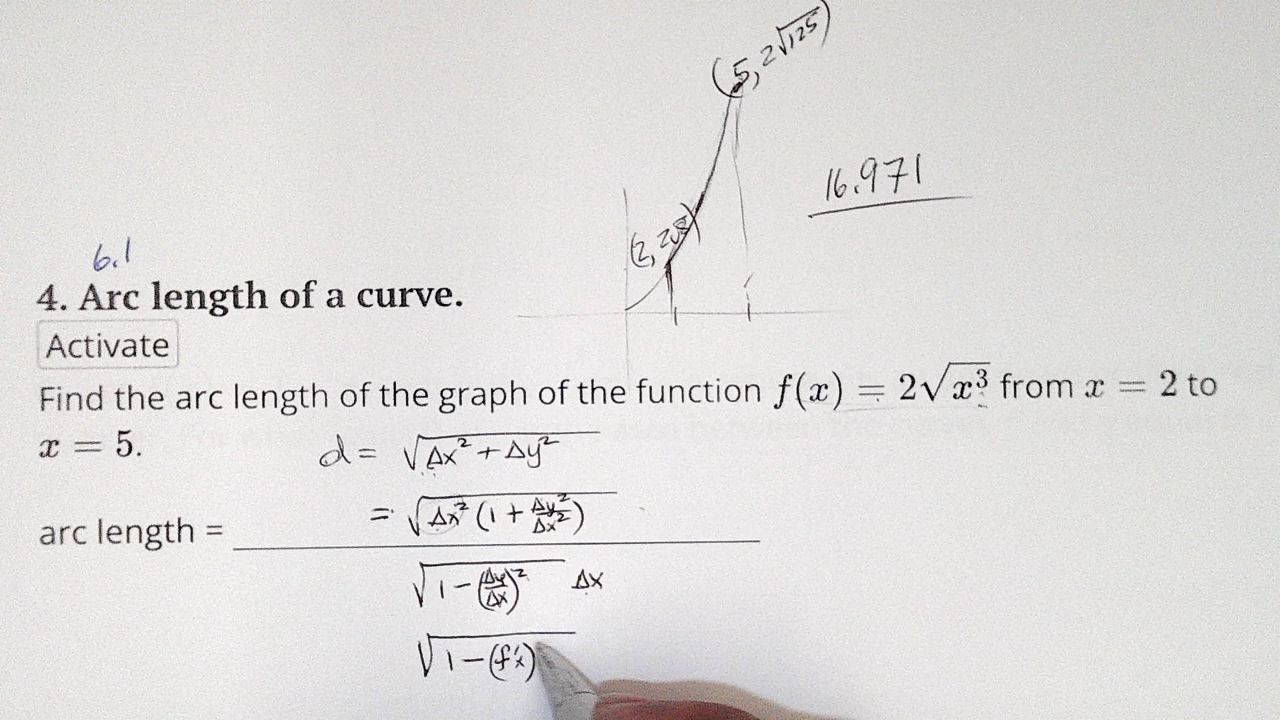 (5, 2√125)
16.971
(2, 2√8)
6.1
4. Arc length of a curve.
Activate
Find the arc length of the graph of the function f(x) = 2√x³ from x = 2 to
x = 5.
d = √Δx² + Δy²
= √Δx² (1 + Δy²/Δx²)
arc length =
√1 − (Δy/Δx)² Δx
√1 − (f'x)